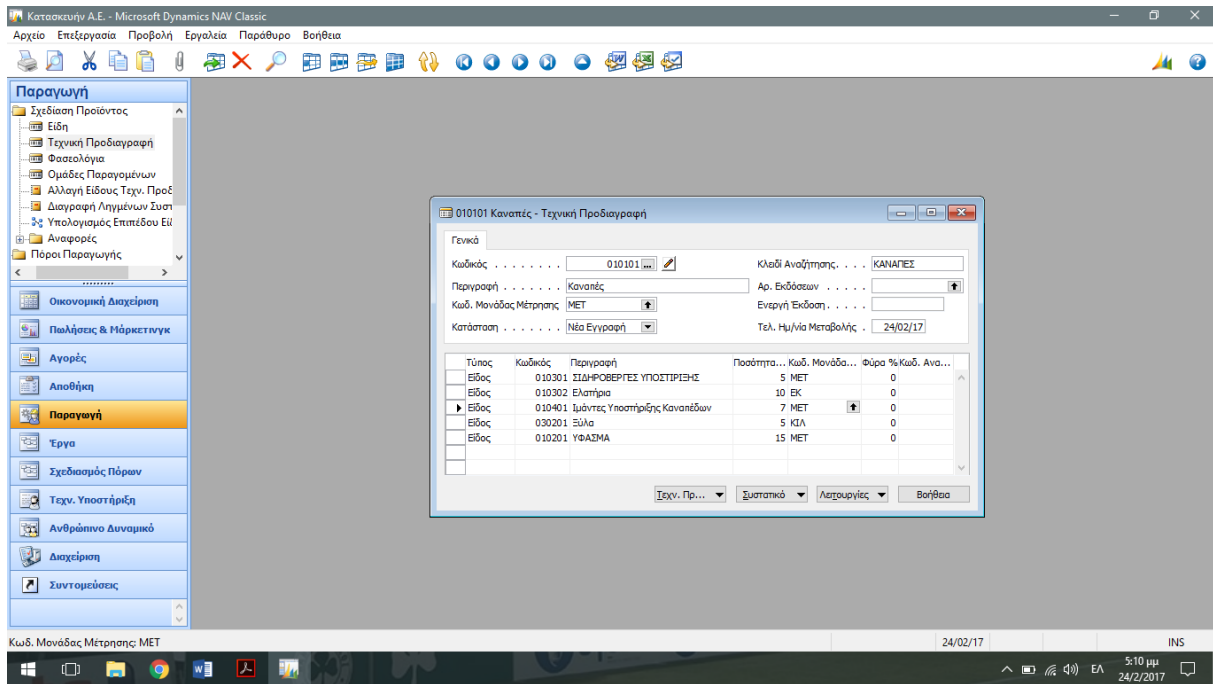 Κατασκευήν Α.Ε. - Microsoft Dynamics NAV Classic
Αρχείο Επεξεργασία Προβολή Εργαλεία Παράθυρο Βοήθεια
Παραγωγή
Σχεδίαση Προϊόντος
Είδη
Τεχνική Προδιαγραφή
Φασεολόγια
Ομάδες Παραγομένων
Αλλαγή Είδους Τεχν. Προδ
Διαγραφή Ληγμένων Συστ
Υπολογισμός Επιπέδου Είδ
Αναφορές
Πόροι Παραγωγής
Οικονομική Διαχείριση
Πωλήσεις & Μάρκετινγκ
Αγορές
Αποθήκη
Παραγωγή
Έργα
Σχεδιασμός Πόρων
Τεχν. Υποστήριξη
Ανθρώπινο Δυναμικό
Διαχείριση
Συντομεύσεις
010101 Καναπές - Τεχνική Προδιαγραφή
Γενικά
Κωδικός . . . . . . . . 010101 ... Κλειδί Αναζήτησης. . . . ΚΑΝΑΠΕΣ
Περιγραφή . . . . . . . Καναπές Αρ. Εκδόσεων . . . . .
Κωδ. Μονάδας Μέτρησης ΜΕΤ Ενεργή Έκδοση. . . . .
Κατάσταση . . . . . . . Νέα Εγγραφή Τελ. Ημ/νία Μεταβολής . 24/02/17
Τύπος Κωδικός Περιγραφή Ποσότητα... Κωδ. Μονάδα... Φύρα % Κωδ. Ανα...
Είδος 010301 ΣΙΔΗΡΟΒΕΡΓΕΣ ΥΠΟΣΤΙΡΙΞΗΣ 5 ΜΕΤ 0
Είδος 010302 Ελατήρια 10 ΕΚ 0
Είδος 010401 Ιμάντες Υποστήριξης Καναπέδων 7 ΜΕΤ 0
Είδος 030201 Ξύλα 5 ΚΙΛ 0
Είδος 010201 ΥΦΑΣΜΑ 15 ΜΕΤ 0
Τεχν. Πρ... Συστατικό Λειτουργίες Βοήθεια
Κωδ. Μονάδας Μέτρησης: ΜΕΤ 24/02/17 INS
ΕΛ 5:10 μμ
24/2/2017